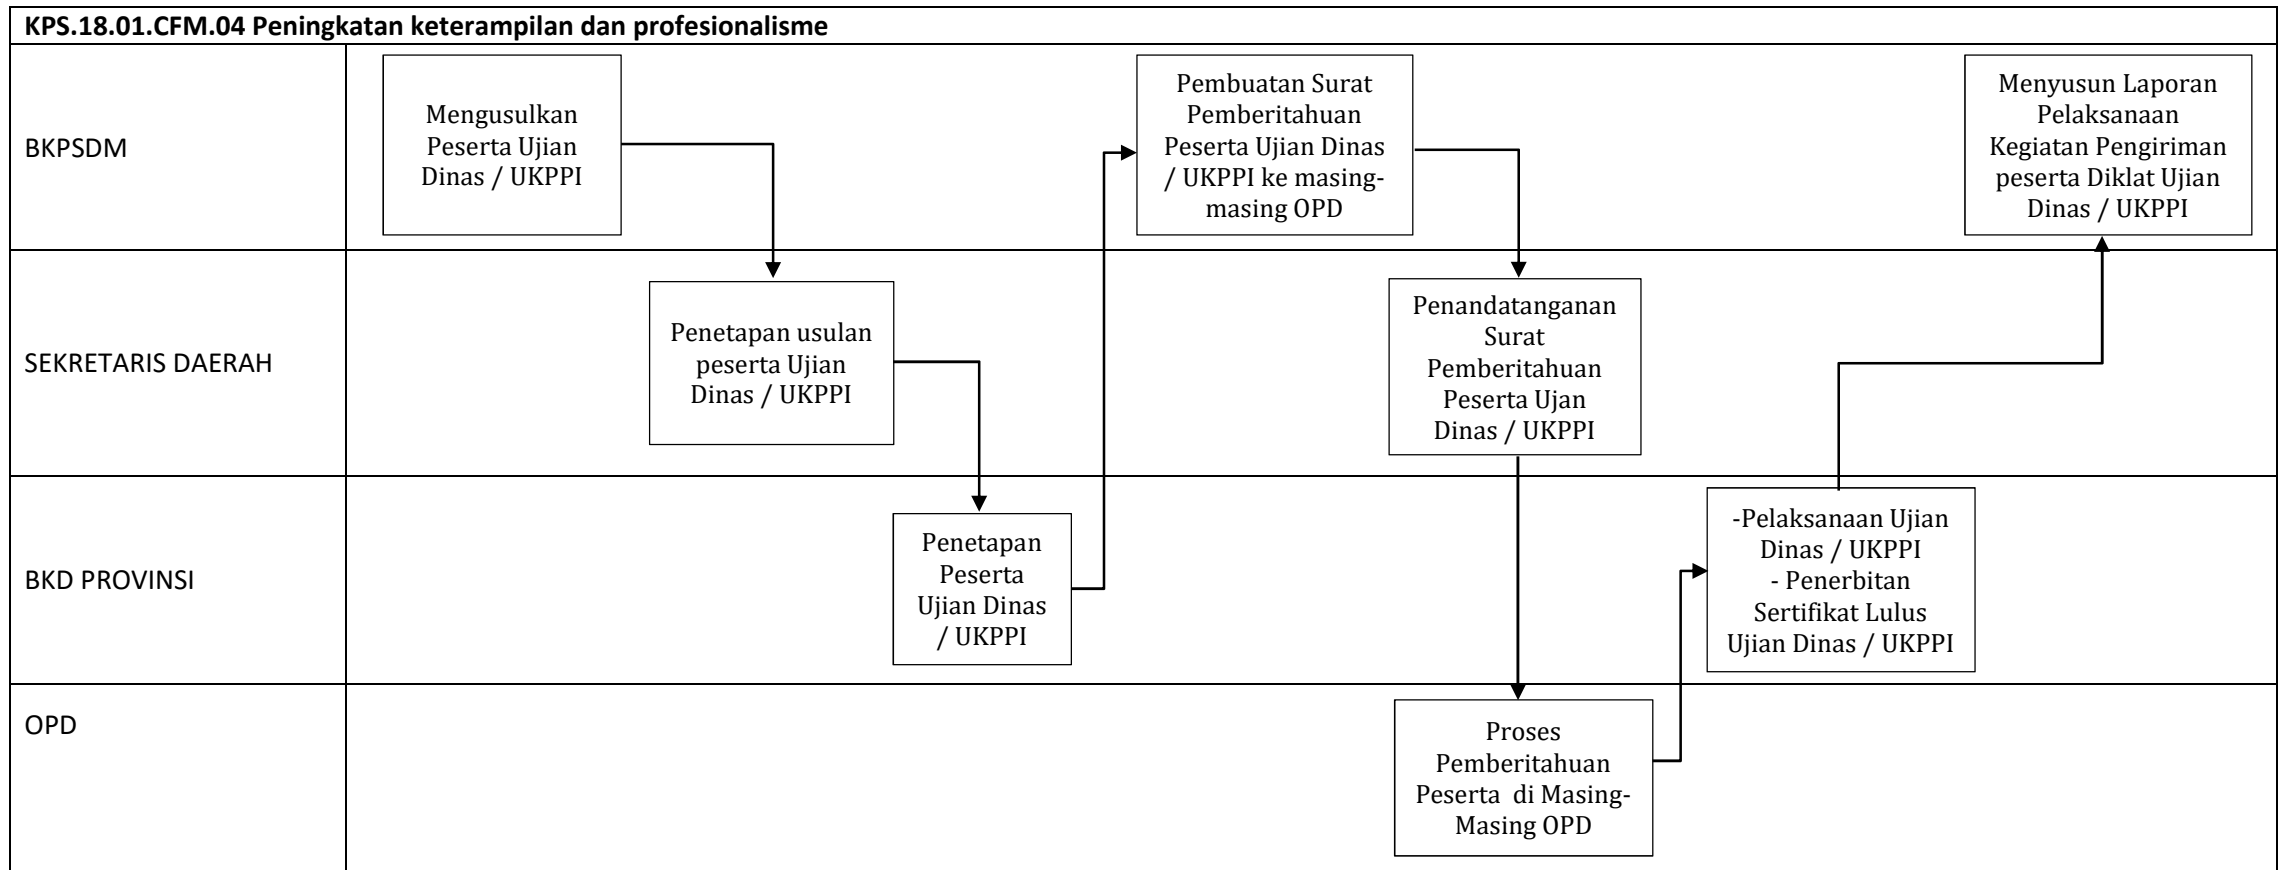 KPS.18.01.CFM.04 Peningkatan keterampilan dan profesionalisme
BKPSDM
Mengusulkan
Peserta Ujian
Dinas / UKPPI
Pembuatan Surat
Pemberitahuan
Peserta Ujian Dinas
/ UKPPI ke masing-
masing OPD
Menyusun Laporan
Pelaksanaan
Kegiatan Pengiriman
peserta Diklat Ujian
Dinas / UKPPI
SEKRETARIS DAERAH
Penetapan usulan
peserta Ujian
Dinas / UKPPI
Penandatanganan
Surat
Pemberitahuan
Peserta Ujan
Dinas / UKPPI
BKD PROVINSI
Penetapan
Peserta
Ujian Dinas
/ UKPPI
-Pelaksanaan Ujian
Dinas / UKPPI
- Penerbitan
Sertifikat Lulus
Ujian Dinas / UKPPI
OPD
Proses
Pemberitahuan
Peserta  di Masing-
Masing OPD